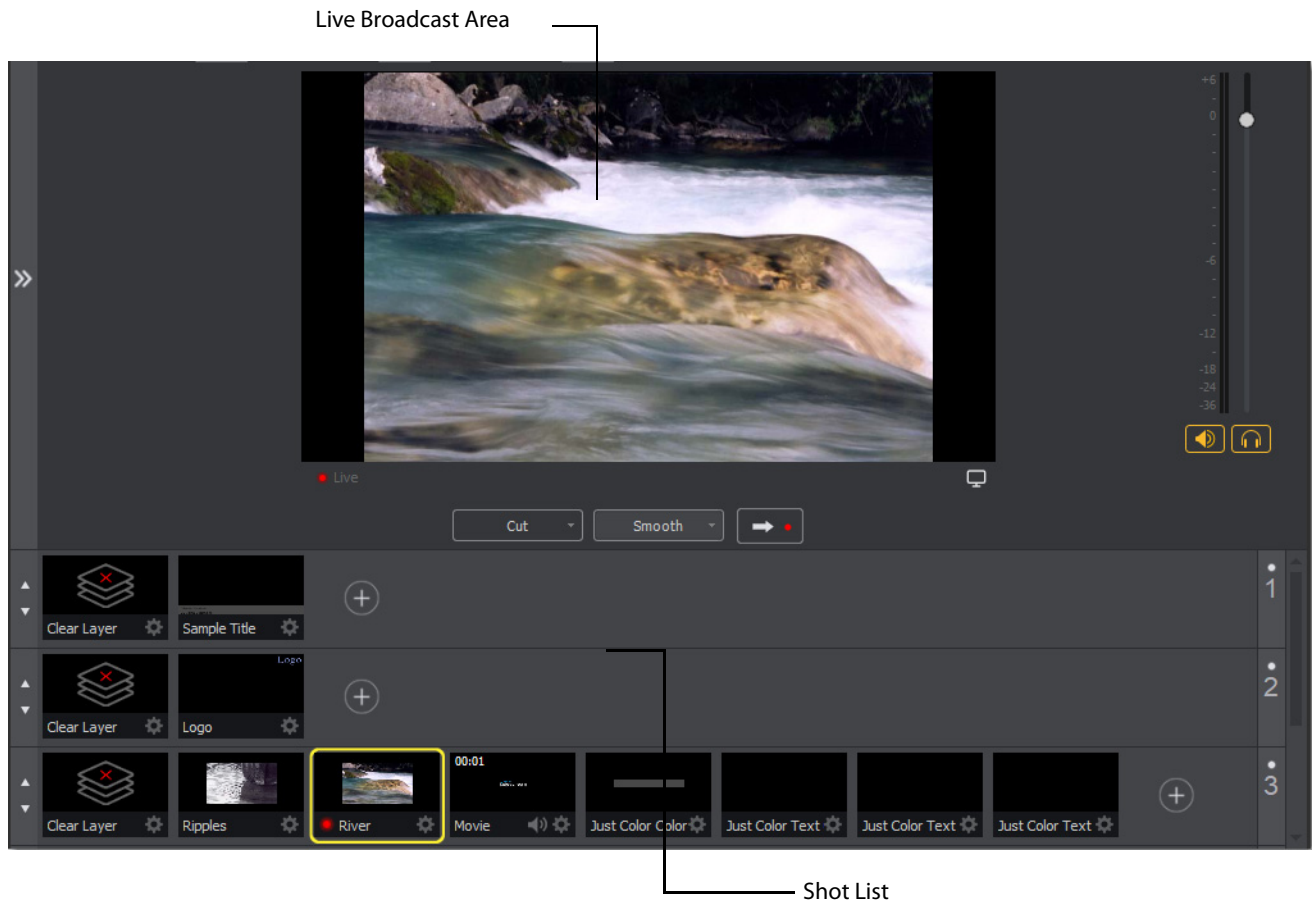 Live Broadcast Area
+6
0
-6
-12
-18
-24
-36
Live
Cut
Smooth
Clear Layer
Sample Title
1
Logo
Clear Layer
Logo
2
00:01
Clear Layer
Ripples
River
Movie
Just Color Color
Just Color Text
Just Color Text
Just Color Text
3
Shot List